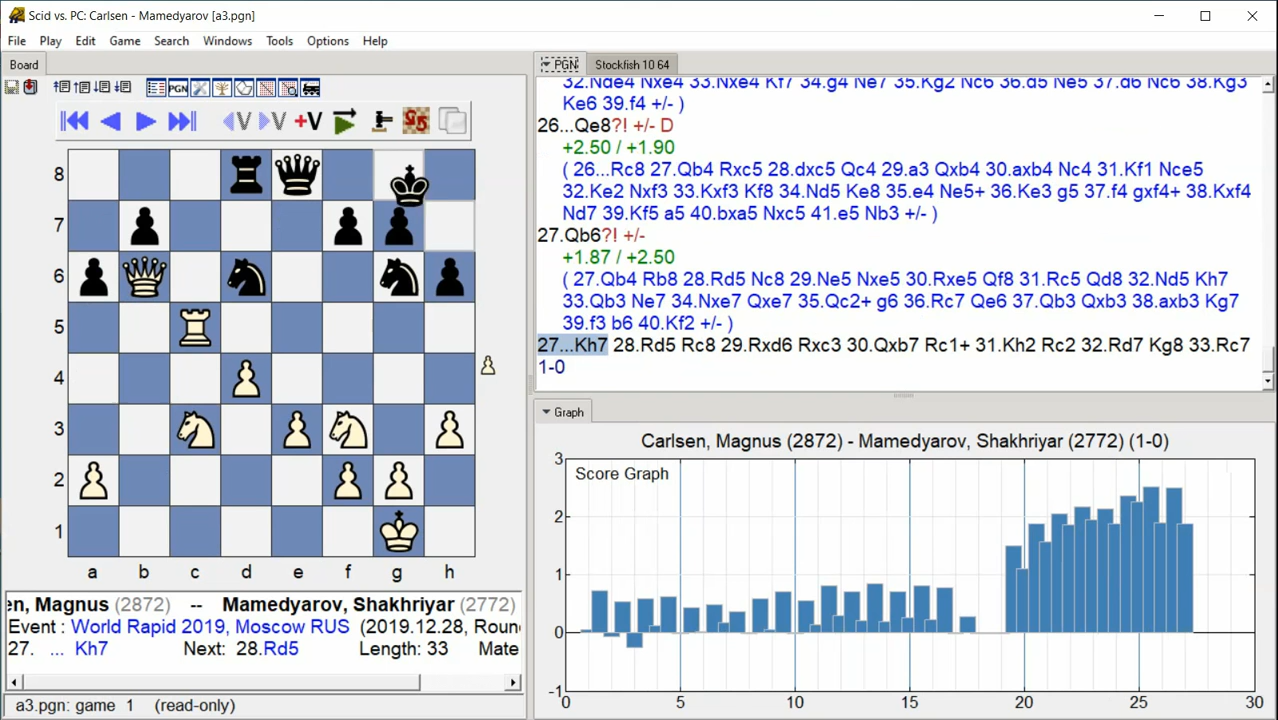 Scid vs. PC: Carlsen - Mamedyarov [a3.pgn]
File Play Edit Game Search Windows Tools Options Help
Board
PGN
V V +V
8
7
6
5
4
3
2
1
a b c d e f g h
en, Magnus (2872) -- Mamedyarov, Shakhriyar (2772)
Event : World Rapid 2019, Moscow RUS (2019.12.28, Roun
27. ... Kh7 Next: 28.Rd5 Length: 33 Mate
a3.pgn: game 1 (read-only)
PGN Stockfish 10 64
32.Nde4 Nxe4 33.Nxe4 Kf7 34.g4 Ne7 35.Kg2 Nc6 36.d5 Ne5 37.d6 Nc6 38.Kg3
Ke6 39.f4 +/- )
26...Qe8?! +/- D
+2.50 / +1.90
( 26...Rc8 27.Qb4 Rxc5 28.dxc5 Qc4 29.a3 Qxb4 30.axb4 Nc4 31.Kf1 Nce5
32.Ke2 Nxf3 33.Kxf3 Kf8 34.Nd5 Ke8 35.e4 Ne5+ 36.Ke3 g5 37.f4 gxf4+ 38.Kxf4
Nd7 39.Kf5 a5 40.bxa5 Nxc5 41.e5 Nb3 +/- )
27.Qb6?! +/-
+1.87 / +2.50
( 27.Qb4 Rb8 28.Rd5 Nc8 29.Ne5 Nxe5 30.Rxe5 Qf8 31.Rc5 Qd8 32.Nd5 Kh7
33.Qb3 Ne7 34.Nxe7 Qxe7 35.Qc2+ g6 36.Rc7 Qe6 37.Qb3 Qxb3 38.axb3 Kg7
39.f3 b6 40.Kf2 +/- )
27...Kh7 28.Rd5 Rc8 29.Rxd6 Rxc3 30.Qxb7 Rc1+ 31.Kh2 Rc2 32.Rd7 Kg8 33.Rc7
1-0
Graph
Carlsen, Magnus (2872) - Mamedyarov, Shakhriyar (2772) (1-0)
Score Graph
3
2 2
1 1
0 0
-1 -1
0 5 10 15 20 25 30